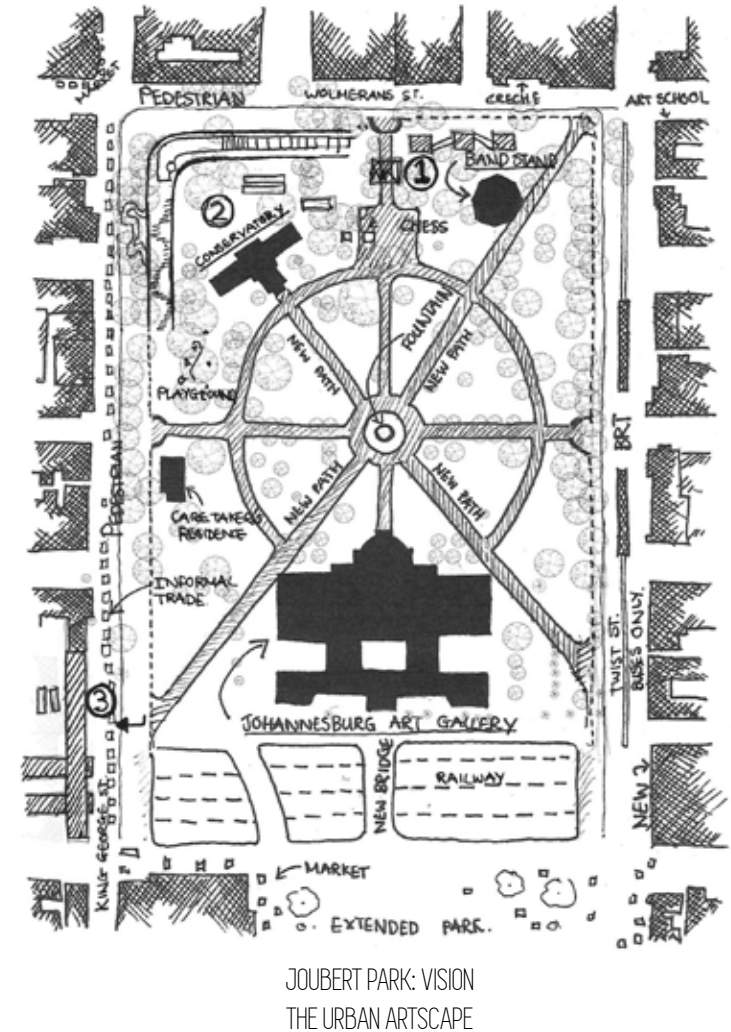 MARKET
PEDESTRIAN
WOLMERANS ST.
CRECHE
ART SCHOOL
BAND STAND
1
2
CONSERVATORY
CHESS
FOUNTAIN
NEW PATH
NEW PATH
PLAYGROUND
BRT
PEDESTRIAN
NEW PATH
NEW PATH
CARETAKERS
RESIDENE
INFORMAL
TRADE.
TWIST ST.
BUSES ONLY.
3
JOHANNESBURG ART GALLERY
NEW BRIDGE
RAILWAY
NEW ?
KING GEORGE ST.
MARKET
EXTENDED PARK.
JOUBERT PARK: VISION
THE URBAN ARTSCAPE